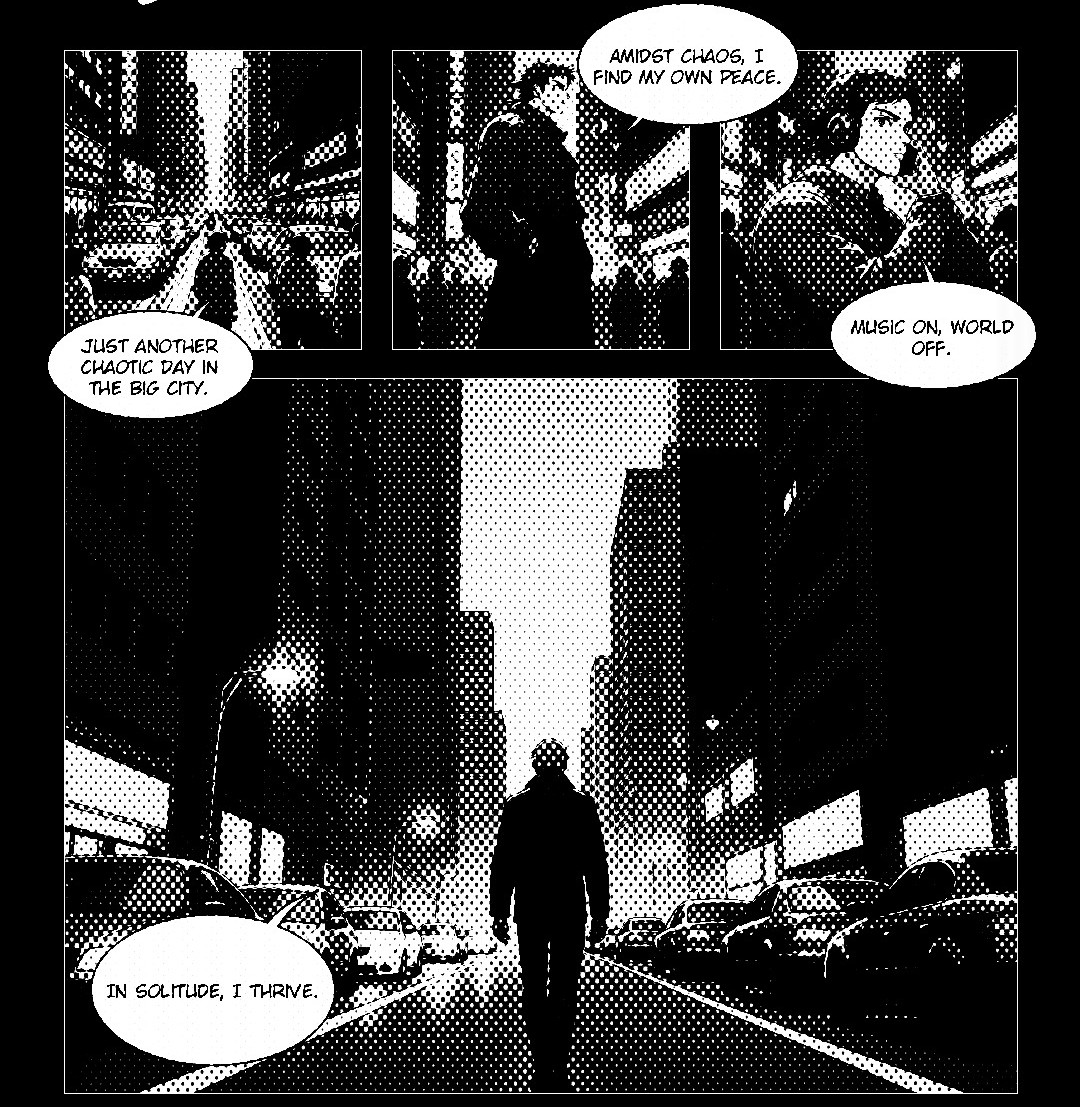 JUST ANOTHER
CHAOTIC DAY IN
THE BIG CITY.
AMIDST CHAOS, I
FIND MY OWN PEACE.
MUSIC ON, WORLD
OFF.
IN SOLITUDE, I THRIVE.